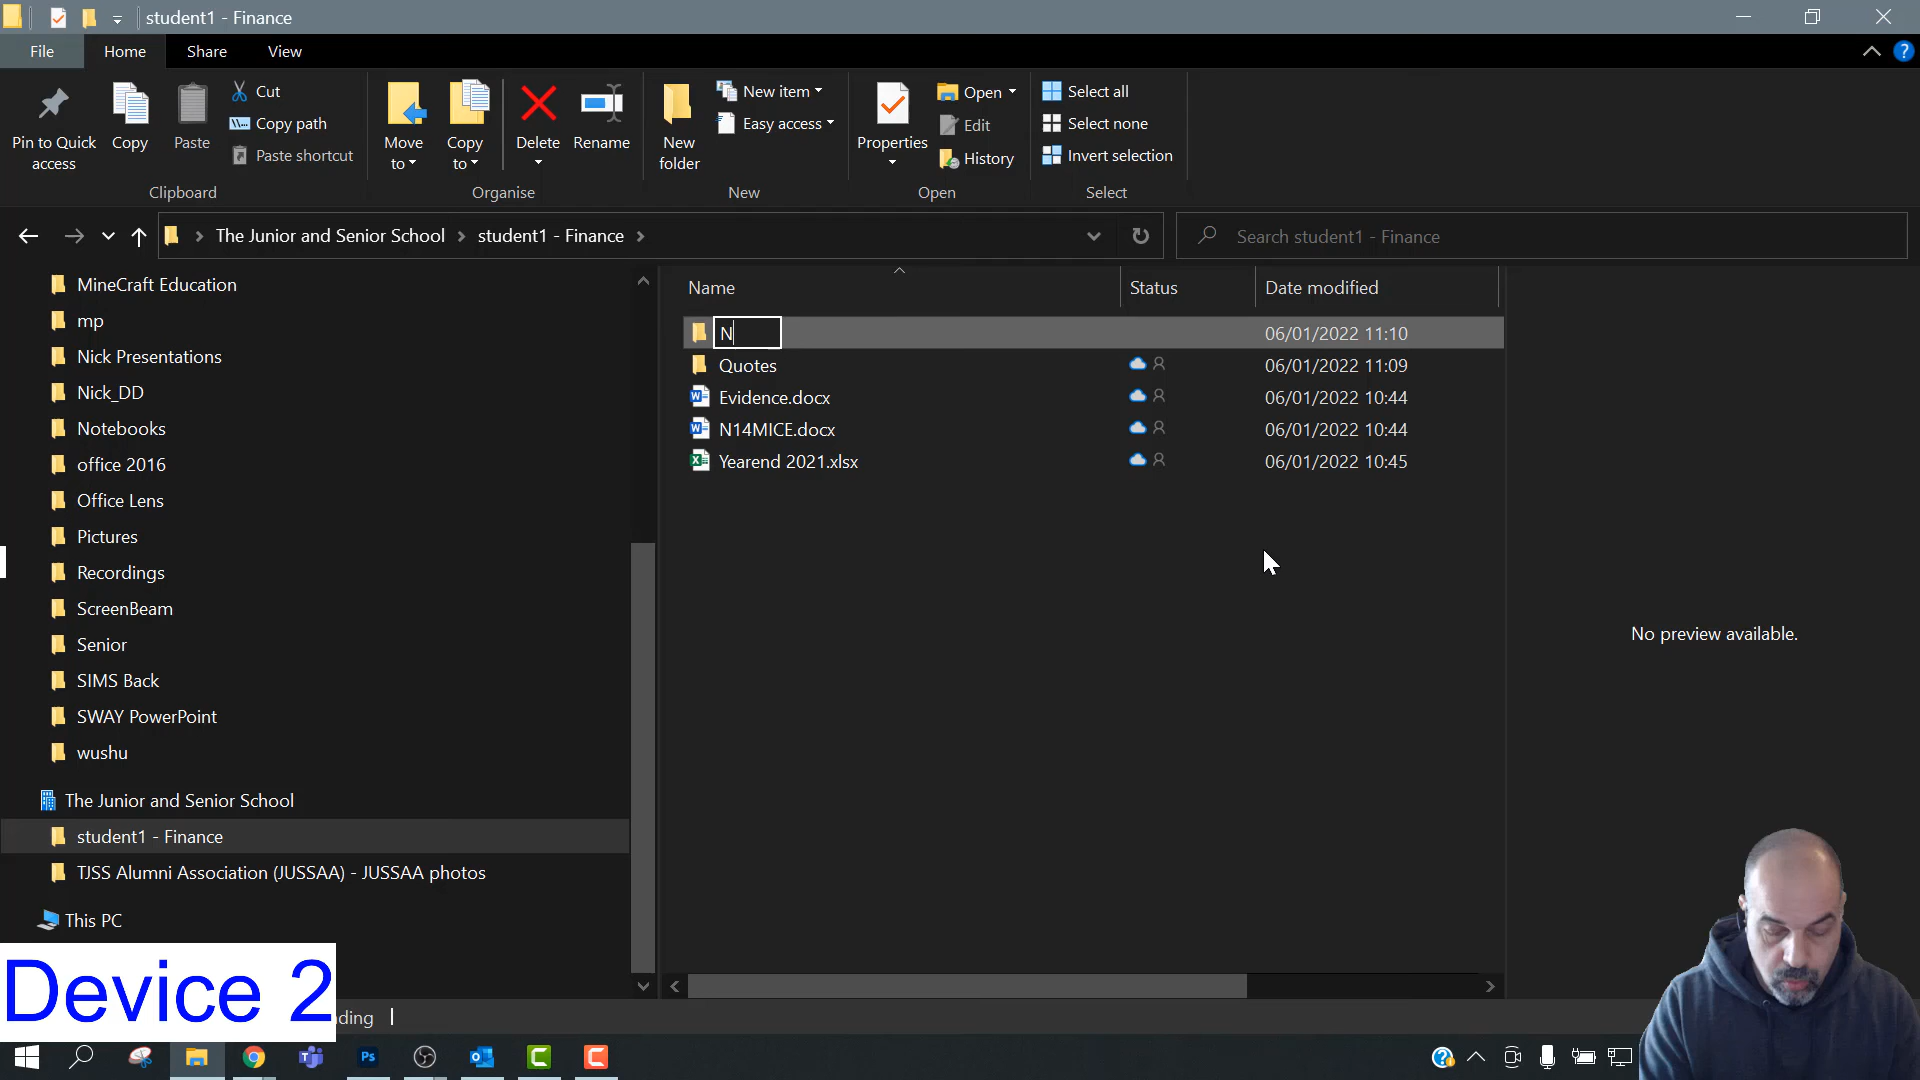 student1 - Finance
File Home Share View
Pin to Quick access
Copy
Paste
Cut
Copy path
Paste shortcut
Clipboard
Move to
Copy to
Delete
Rename
Organise
New folder
New item
Easy access
New
Properties
Open
Edit
History
Open
Select all
Select none
Invert selection
Select
The Junior and Senior School student1 - Finance
Search student1 - Finance
MineCraft Education
mp
Nick Presentations
Nick_DD
Notebooks
office 2016
Office Lens
Pictures
Recordings
ScreenBeam
Senior
SIMS Back
SWAY PowerPoint
wushu
The Junior and Senior School
student1 - Finance
TJSS Alumni Association (JUSSAA) - JUSSAA photos
This PC
Name Status Date modified
N 06/01/2022 11:10
Quotes 06/01/2022 11:09
Evidence.docx 06/01/2022 10:44
N14MICE.docx 06/01/2022 10:44
Yearend 2021.xlsx 06/01/2022 10:45
No preview available.
Device 2
ding
Ps